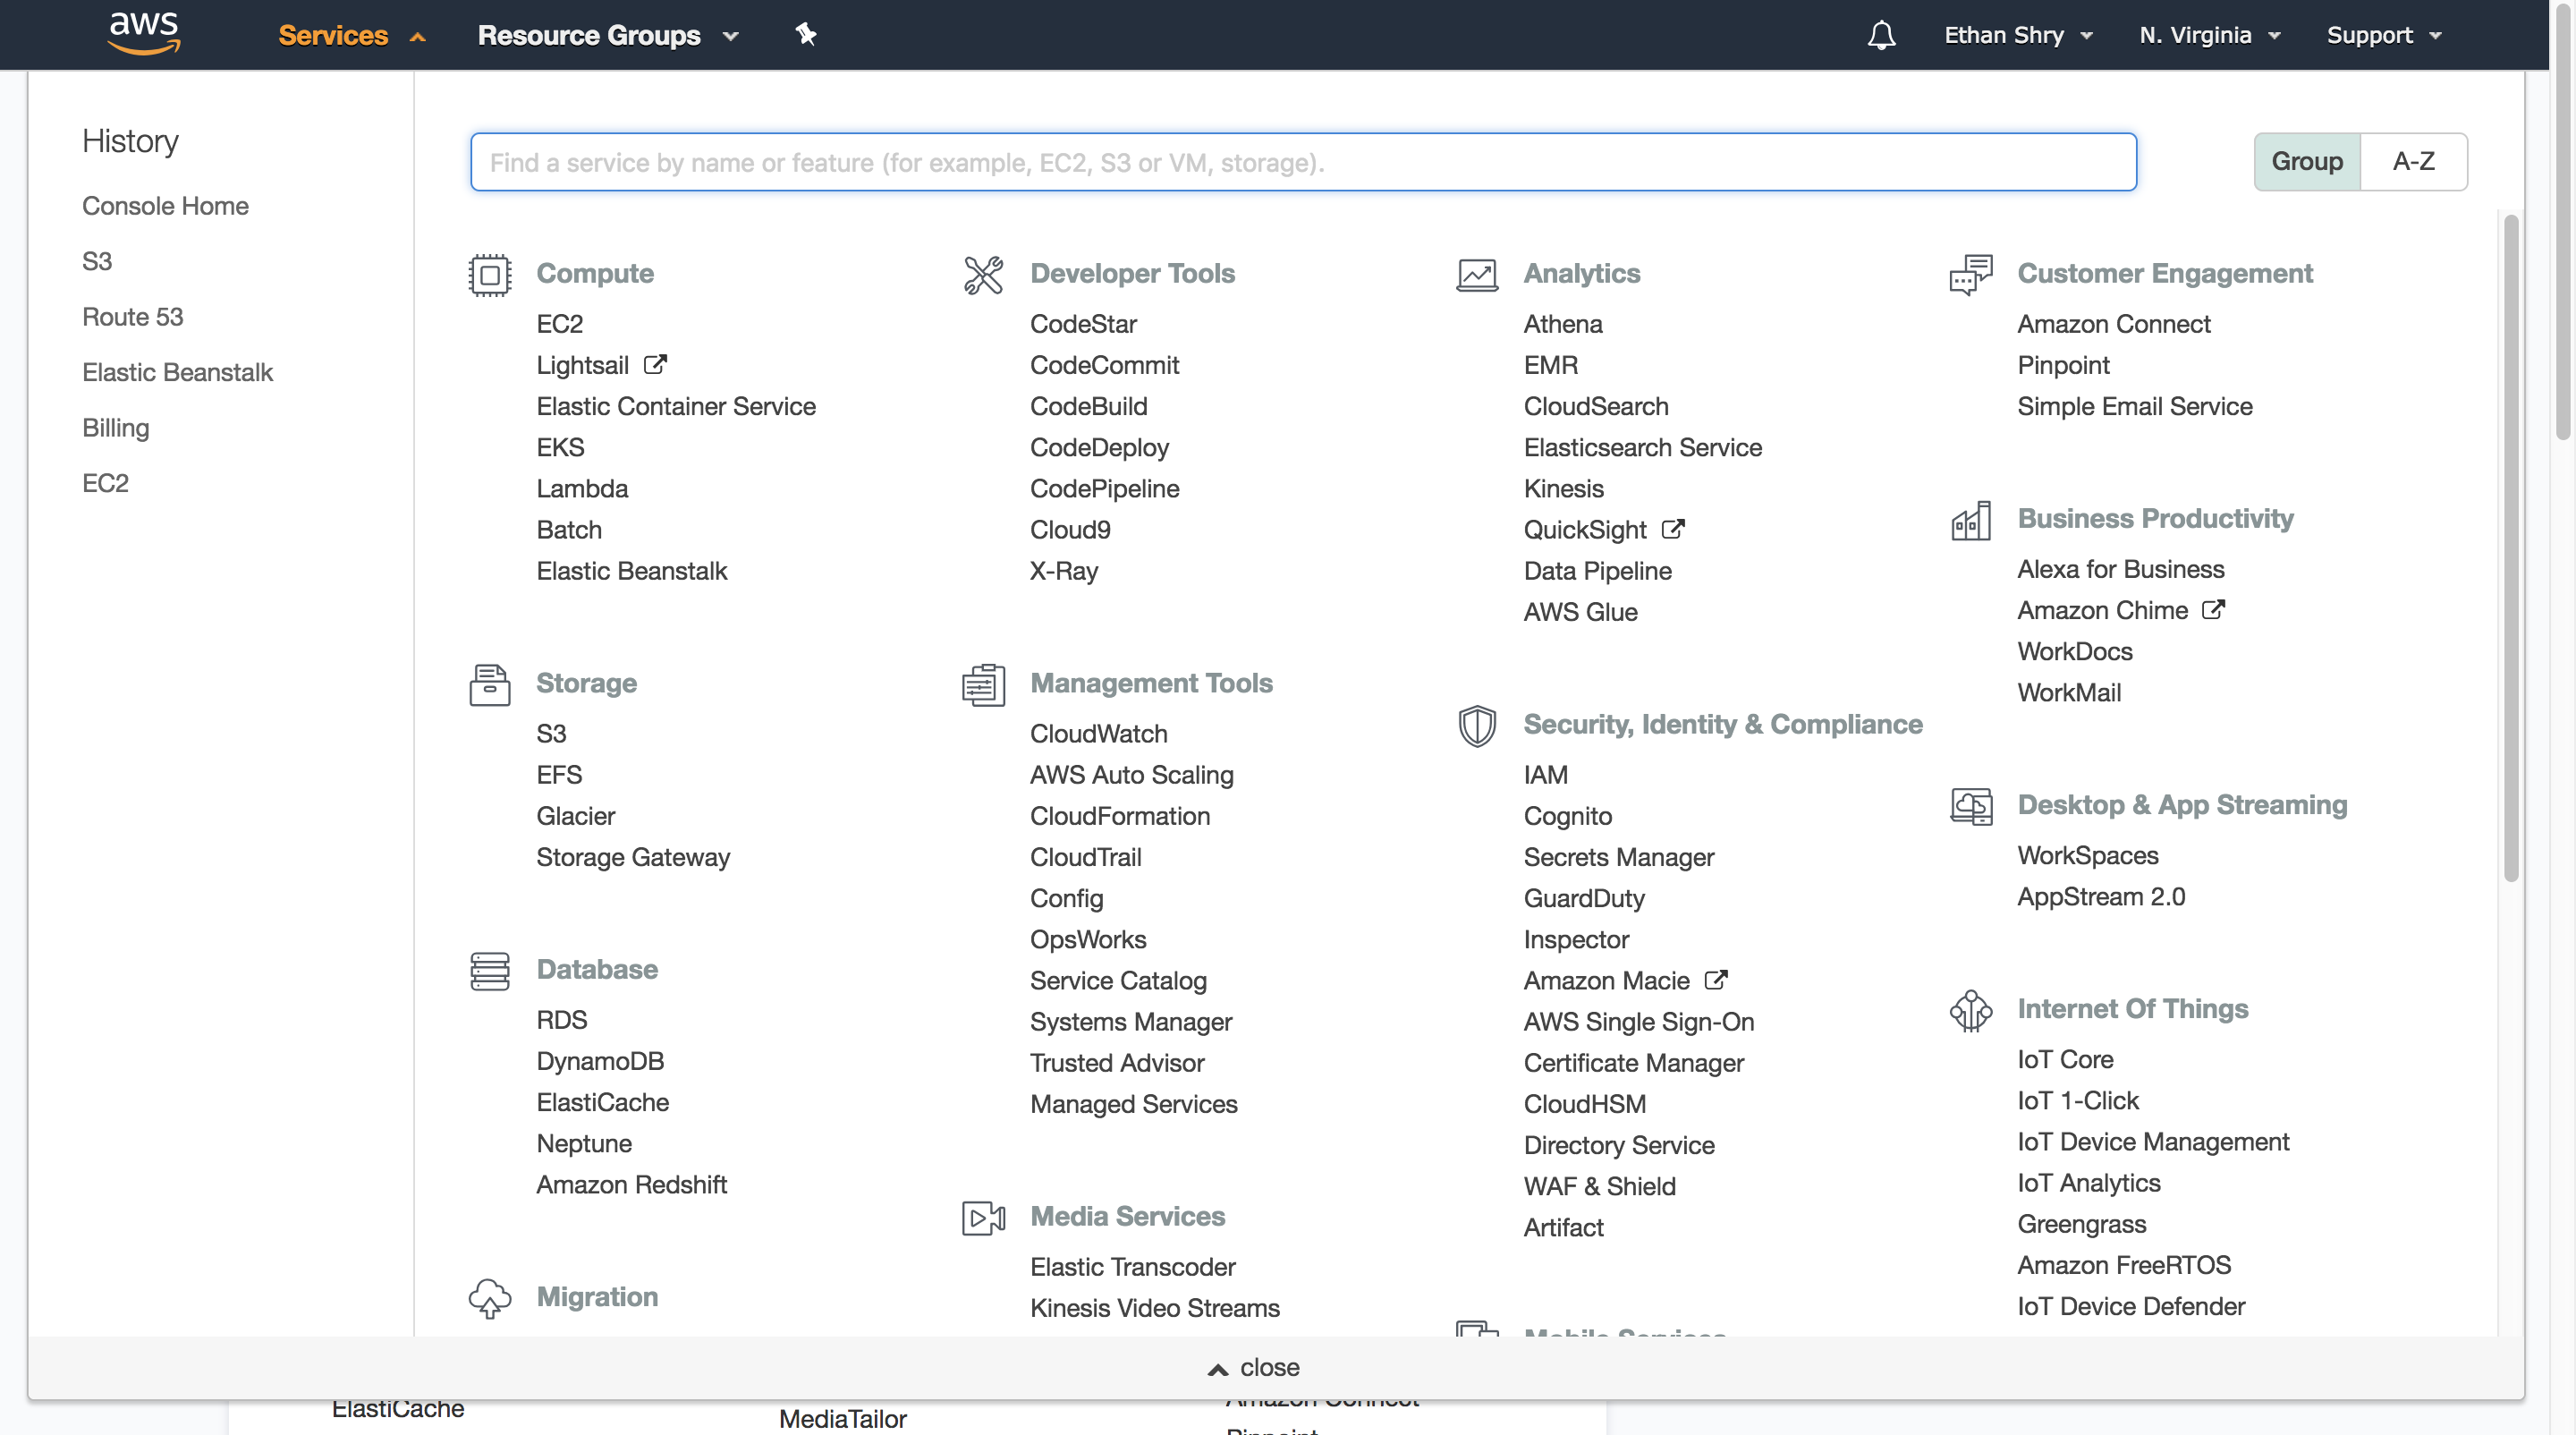 aws
Services
Resource Groups
Ethan Shry
N. Virginia
Support
History
Console Home
S3
Route 53
Elastic Beanstalk
Billing
EC2
Find a service by name or feature (for example, EC2, S3 or VM, storage).
Group
A-Z
Compute
EC2
Lightsail
Elastic Container Service
EKS
Lambda
Batch
Elastic Beanstalk
Storage
S3
EFS
Glacier
Storage Gateway
Database
RDS
DynamoDB
ElastiCache
Neptune
Amazon Redshift
Migration
Developer Tools
CodeStar
CodeCommit
CodeBuild
CodeDeploy
CodePipeline
Cloud9
X-Ray
Management Tools
CloudWatch
AWS Auto Scaling
CloudFormation
CloudTrail
Config
OpsWorks
Service Catalog
Systems Manager
Trusted Advisor
Managed Services
Media Services
Elastic Transcoder
Kinesis Video Streams
Analytics
Athena
EMR
CloudSearch
Elasticsearch Service
Kinesis
QuickSight
Data Pipeline
AWS Glue
Security, Identity & Compliance
IAM
Cognito
Secrets Manager
GuardDuty
Inspector
Amazon Macie
AWS Single Sign-On
Certificate Manager
CloudHSM
Directory Service
WAF & Shield
Artifact
Mobile Services
Customer Engagement
Amazon Connect
Pinpoint
Simple Email Service
Business Productivity
Alexa for Business
Amazon Chime
WorkDocs
WorkMail
Desktop & App Streaming
WorkSpaces
AppStream 2.0
Internet Of Things
IoT Core
IoT 1-Click
IoT Device Management
IoT Analytics
Greengrass
Amazon FreeRTOS
IoT Device Defender
close
ElastiCache
MediaTailor
Amazon Connect
Pinpoint